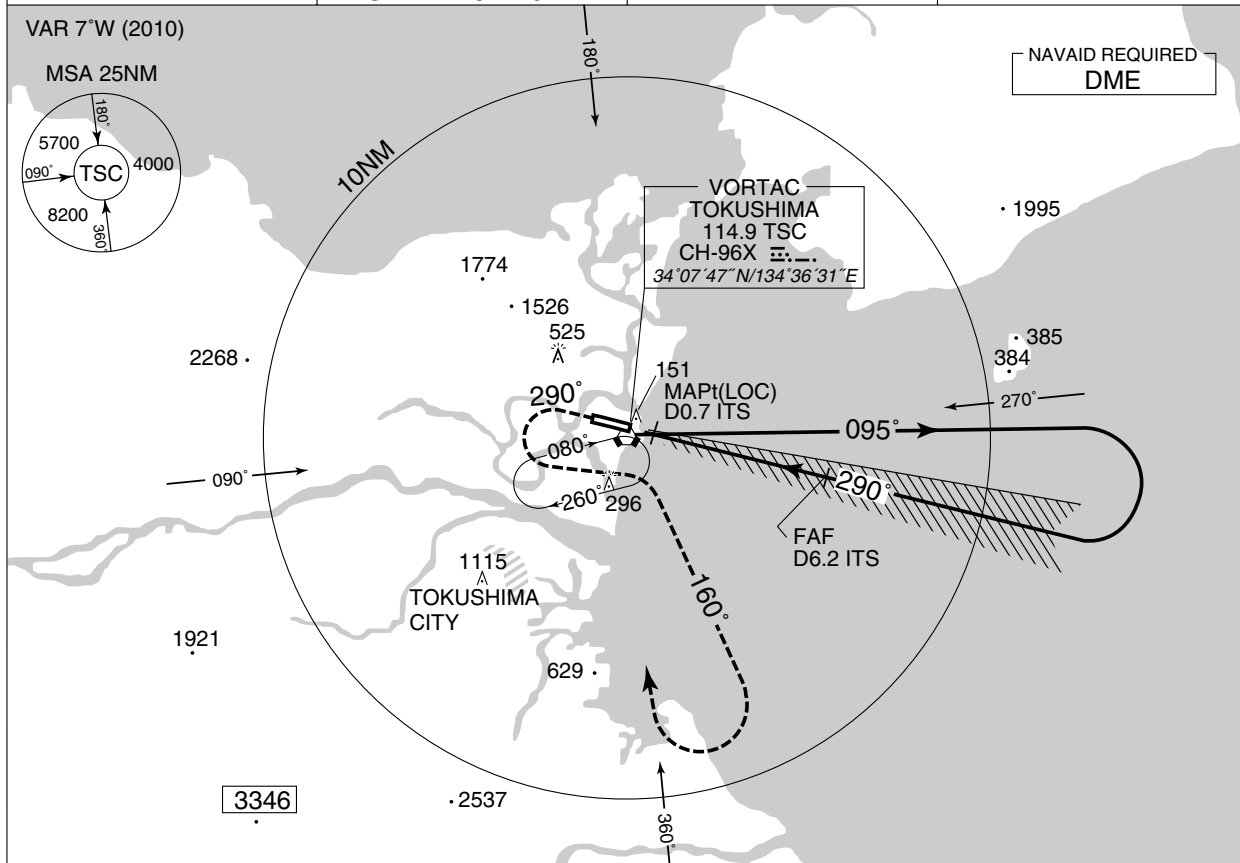 VAR 7°W (2010)
MSA 25NM
180°
5700
4000
TSC
090°
8200
360°
180°
NAVAID REQUIRED
DME
10NM
VORTAC
TOKUSHIMA
114.9 TSC
CH-96X
34°07´47˝N/134°36´31˝E
1995
1774
1526
525
2268
385
384
151
MAPt(LOC)
D0.7 ITS
290°
270°
095°
080°
090°
260°
296
290°
FAF
D6.2 ITS
1115
TOKUSHIMA
CITY
160°
1921
629
3346
2537
360°